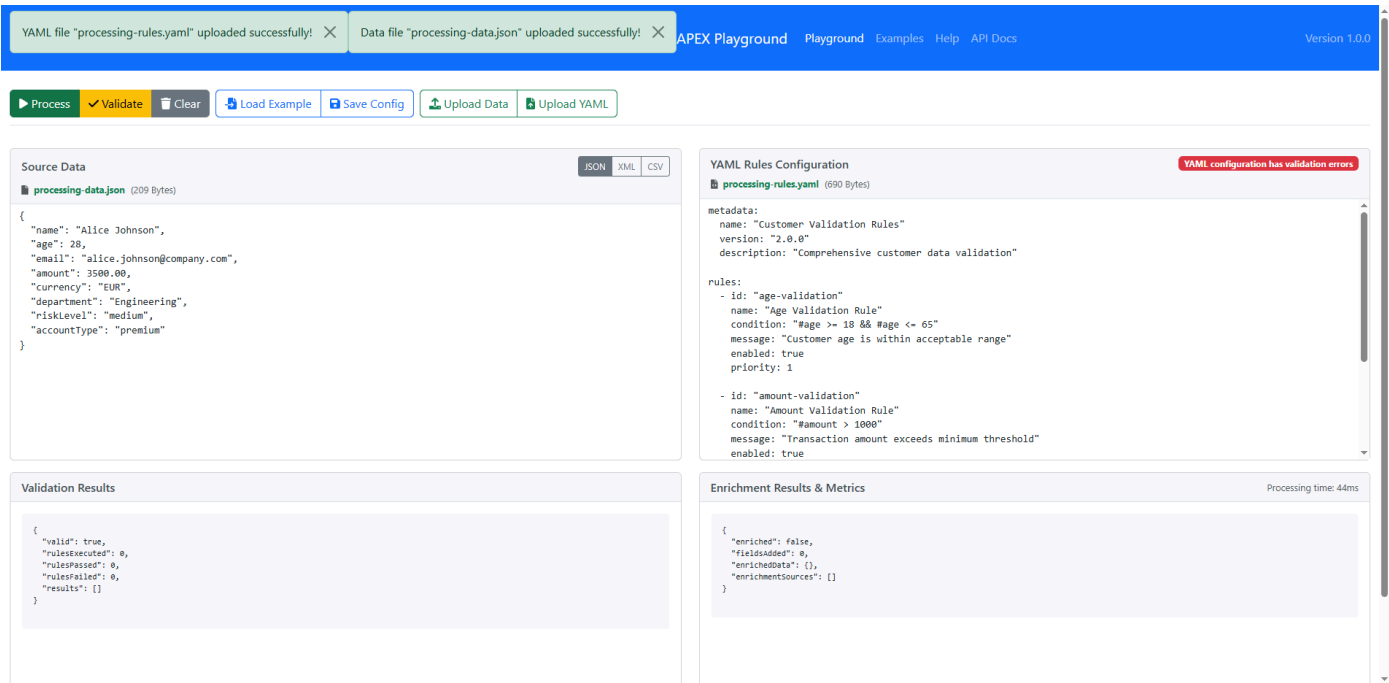 YAML file "processing-rules.yaml" uploaded successfully!
Data file "processing-data.json" uploaded successfully!
APEX Playground
Playground
Examples
Help
API Docs
Version 1.0.0
Process
Validate
Clear
Load Example
Save Config
Upload Data
Upload YAML
Source Data
JSON
XML
CSV
processing-data.json (209 Bytes)
{
  "name": "Alice Johnson",
  "age": 28,
  "email": "alice.johnson@company.com",
  "amount": 3500.00,
  "currency": "EUR",
  "department": "Engineering",
  "riskLevel": "medium",
  "accountType": "premium"
}
YAML Rules Configuration
YAML configuration has validation errors
processing-rules.yaml (690 Bytes)
metadata:
  name: "Customer Validation Rules"
  version: "2.0.0"
  description: "Comprehensive customer data validation"
rules:
  - id: "age-validation"
    name: "Age Validation Rule"
    condition: "#age >= 18 && #age <= 65"
    message: "Customer age is within acceptable range"
    enabled: true
    priority: 1
  - id: "amount-validation"
    name: "Amount Validation Rule"
    condition: "#amount > 1000"
    message: "Transaction amount exceeds minimum threshold"
    enabled: true
Validation Results
{
  "valid": true,
  "rulesExecuted": 0,
  "rulesPassed": 0,
  "rulesFailed": 0,
  "results": []
}
Enrichment Results & Metrics
Processing time: 44ms
{
  "enriched": false,
  "fieldsAdded": 0,
  "enrichedData": {},
  "enrichmentSources": []
}